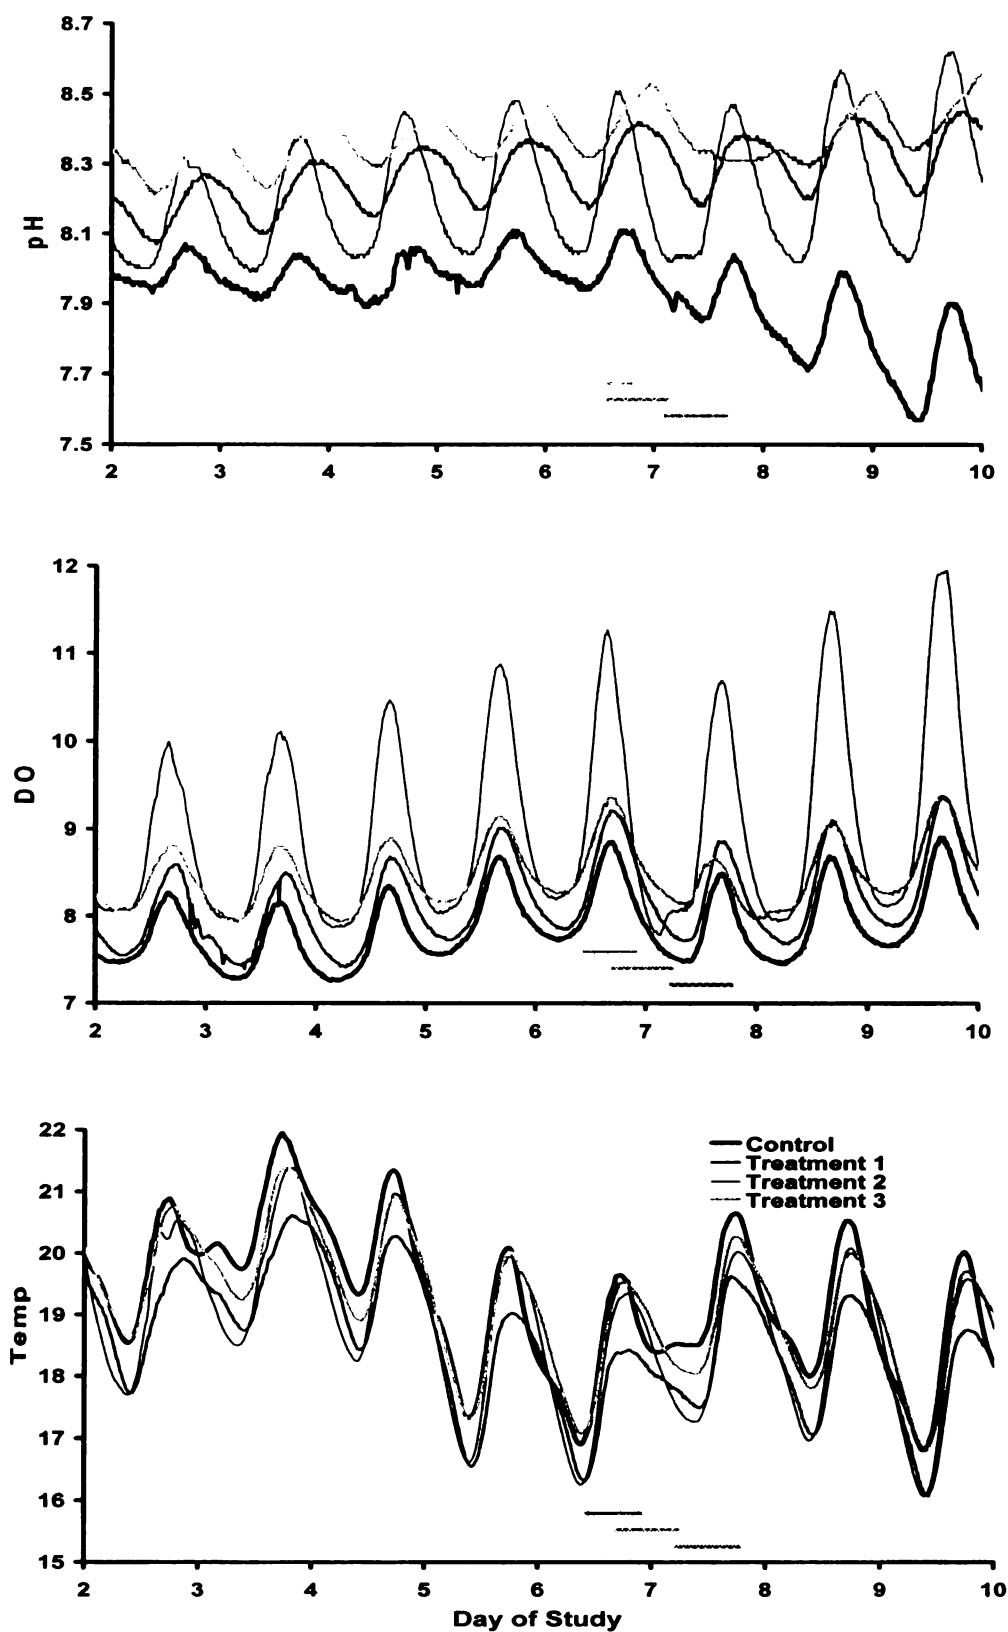 8.7
8.5
8.3
8.1
7.9
7.7
7.5
pH
2 3 4 5 6 7 8 9 10
12
11
10
9
8
7
DO
2 3 4 5 6 7 8 9 10
22
21
20
19
18
17
16
15
Temp
Control
Treatment 1
Treatment 2
Treatment 3
2 3 4 5 6 7 8 9 10
Day of Study